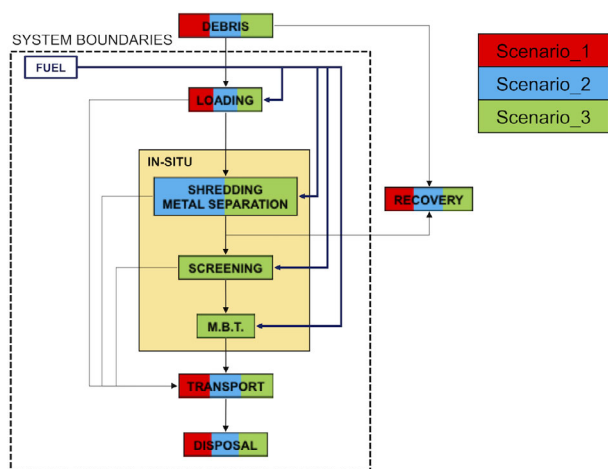 DEBRIS
SYSTEM BOUNDARIES
FUEL
LOADING
IN-SITU
SHREDDING
METAL SEPARATION
RECOVERY
SCREENING
M.B.T.
TRANSPORT
DISPOSAL
Scenario_1
Scenario_2
Scenario_3